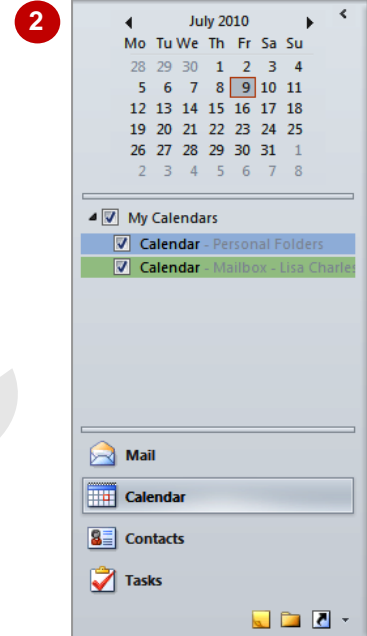 2
July 2010
Mo Tu We Th Fr Sa Su
28 29 30 1 2 3 4
5 6 7 8 9 10 11
12 13 14 15 16 17 18
19 20 21 22 23 24 25
26 27 28 29 30 31 1
2 3 4 5 6 7 8
My Calendars
Calendar - Personal Folders
Calendar - Mailbox - Lisa Charles
Mail
Calendar
Contacts
Tasks